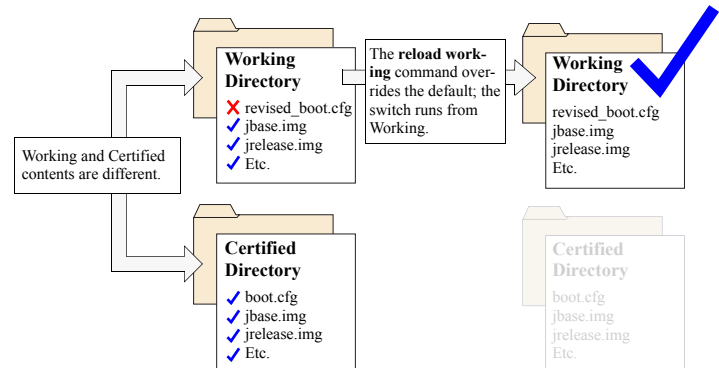 Working and Certified
contents are different.
Working
Directory
revised_boot.cfg
jbase.img
jrelease.img
Etc.
The reload work-
ing command over-
rides the default; the
switch runs from
Working.
Working
Directory
revised_boot.cfg
jbase.img
jrelease.img
Etc.
Certified
Directory
boot.cfg
jbase.img
jrelease.img
Etc.
Certified
Directory
boot.cfg
jbase.img
jrelease.img
Etc.